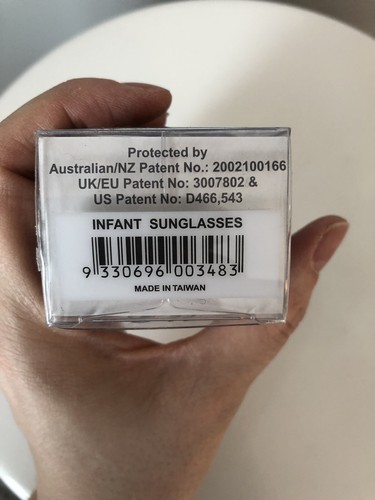 Protected by
Australian/NZ Patent No.: 2002100166
UK/EU Patent No: 3007802 &
US Patent No: D466,543
INFANT SUNGLASSES
9 330696 003483
MADE IN TAIWAN